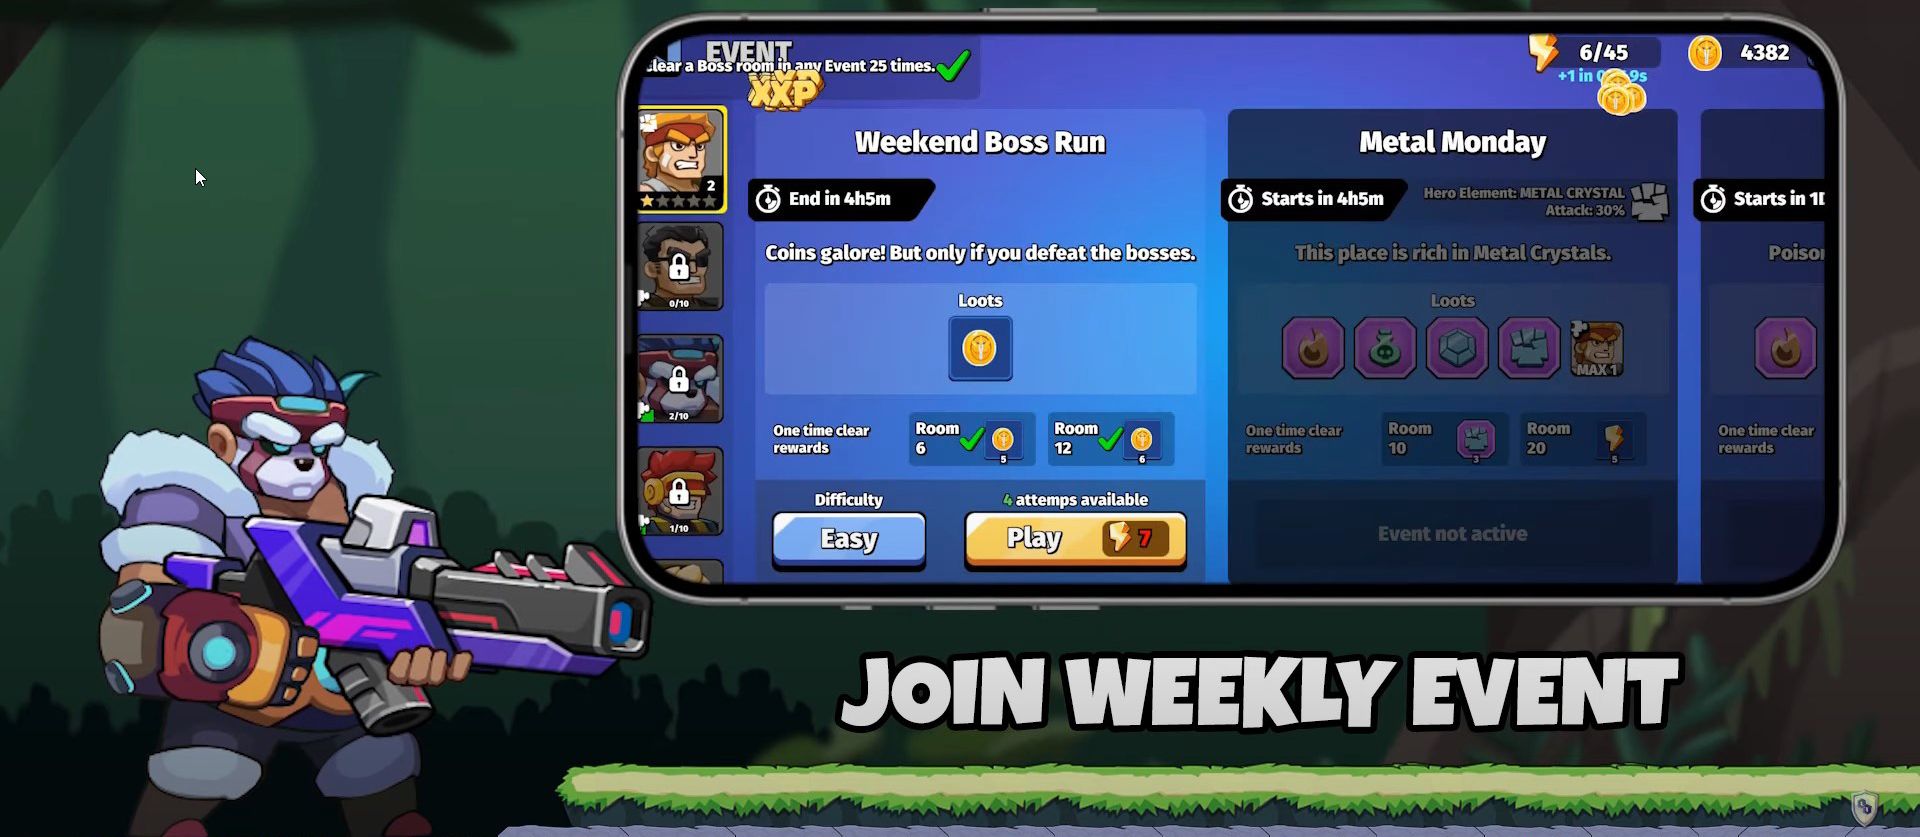 EVENT
clear a Boss room in any Event 25 times.
XXP
6/45
4382
+1 in
9s
2
0/10
2/10
1/10
Weekend Boss Run
End in 4h5m
Coins galore! But only if you defeat the bosses.
Loots
One time clear
rewards
Room
6
5
Room
12
6
Difficulty
Easy
4 attemps available
Play
7
Metal Monday
Starts in 4h5m
Hero Element: METAL CRYSTAL
Attack: 30%
This place is rich in Metal Crystals.
Loots
MAX 1
One time clear
rewards
Room
10
3
Room
20
5
Event not active
Starts in 1D
Poison
One time clear
rewards
JOIN WEEKLY EVENT